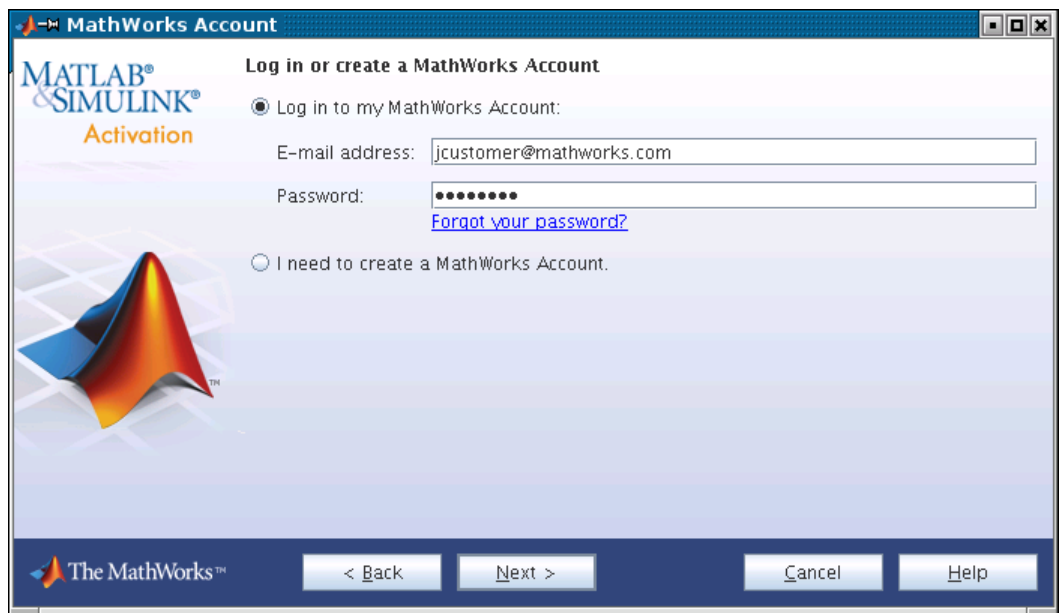 MathWorks Account
MATLAB®
&SIMULINK®
Activation
Log in or create a MathWorks Account
Log in to my MathWorks Account:
E-mail address: jcustomer@mathworks.com
Password: ●●●●●●●●
Forgot your password?
I need to create a MathWorks Account.
TM
The MathWorks™
< Back
Next >
Cancel
Help